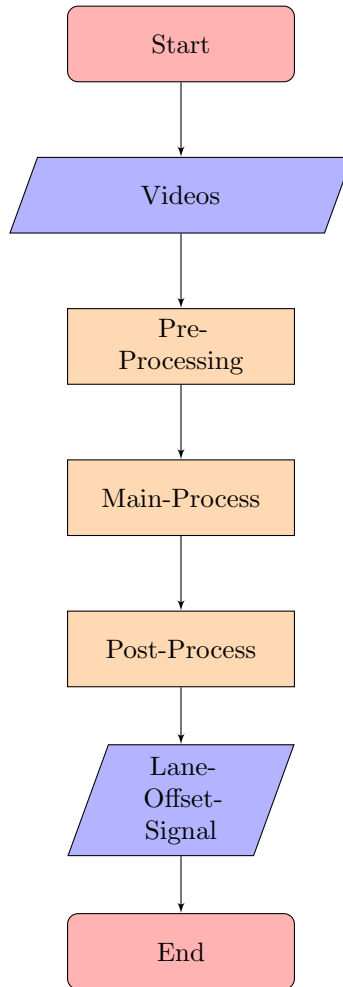 Start
Videos
Pre-
Processing
Main-Process
Post-Process
Lane-
Offset-
Signal
End